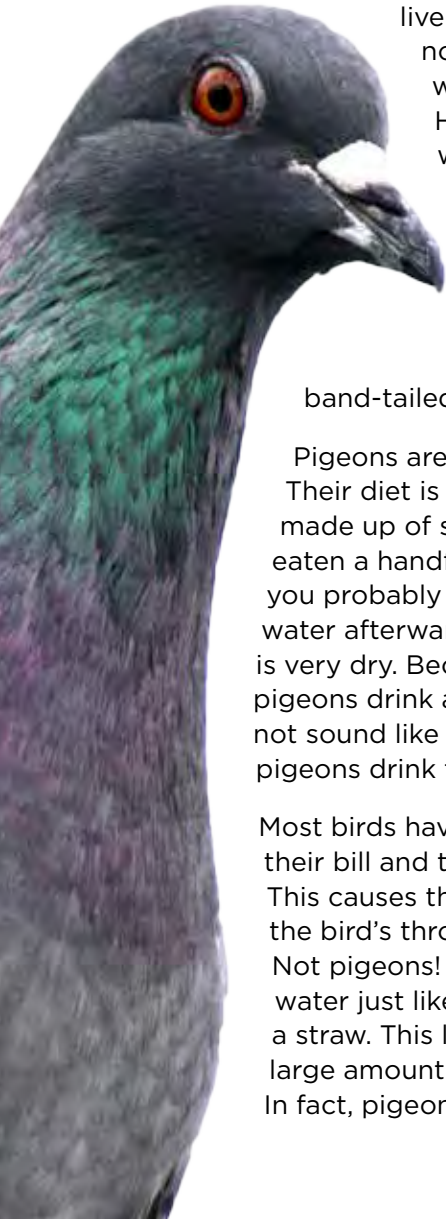 live
band-tailed
Pigeons are
Their diet is
made up of s
eaten a handf
you probably
water afterwa
is very dry. Bec
pigeons drink a
not sound like
pigeons drink t
Most birds hav
their bill and t
This causes th
the bird's thro
Not pigeons!
water just like
a straw. This l
large amount
In fact, pigeon